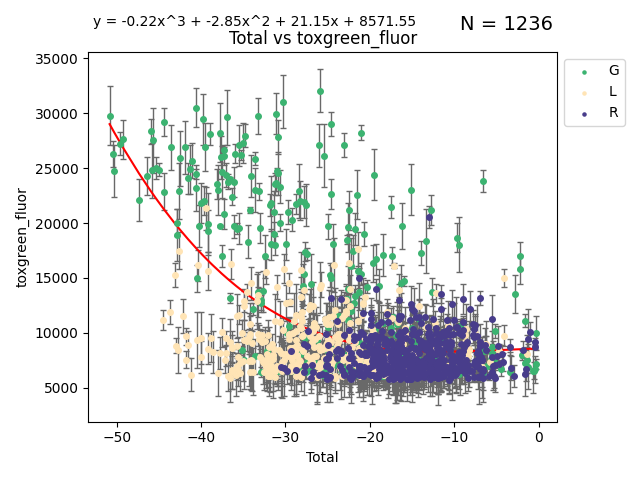 y = -0.22x^3 + -2.85x^2 + 21.15x + 8571.55
N = 1236
Total vs toxgreen_fluor
35000
30000
25000
20000
15000
10000
5000
toxgreen_fluor
−50
−40
−30
−20
−10
0
Total
G
L
R